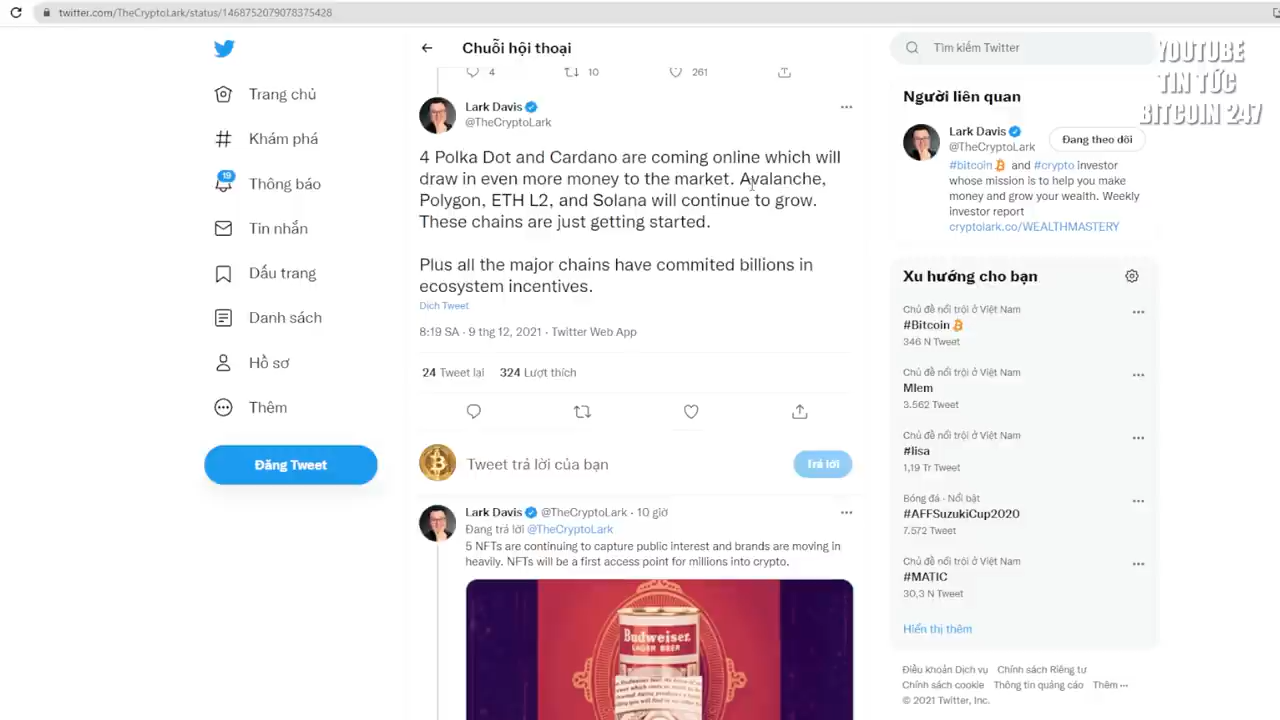 twitter.com/TheCryptoLark/status/1468752079078375428
Trang chủ
Khám phá
19
Thông báo
Tin nhắn
Dấu trang
Danh sách
Hồ sơ
Thêm
Đăng Tweet
Chuỗi hội thoại
4 10 261
Lark Davis
@TheCryptoLark
4 Polka Dot and Cardano are coming online which will
draw in even more money to the market. Avalanche,
Polygon, ETH L2, and Solana will continue to grow.
These chains are just getting started.
Plus all the major chains have commited billions in
ecosystem incentives.
Dịch Tweet
8:19 SA · 9 thg 12, 2021 · Twitter Web App
24 Tweet lại 324 Lượt thích
Tweet trả lời của bạn
Trả lời
Lark Davis @TheCryptoLark · 10 giờ
Đang trả lời @TheCryptoLark
5 NFTs are continuing to capture public interest and brands are moving in
heavily. NFTs will be a first access point for millions into crypto.
Budweiser
LAGER BEER
Tìm kiếm Twitter
YOUTUBE
TIN TỨC
BITCOIN 247
Người liên quan
Lark Davis
@TheCryptoLark
Đang theo dõi
#bitcoin and #crypto investor
whose mission is to help you make
money and grow your wealth. Weekly
investor report
cryptolark.co/WEALTHMASTERY
Xu hướng cho bạn
Chủ đề nổi trội ở Việt Nam
#Bitcoin
346 N Tweet
Chủ đề nổi trội ở Việt Nam
Mlem
3.562 Tweet
Chủ đề nổi trội ở Việt Nam
#lisa
1,19 Tr Tweet
Bóng đá · Nổi bật
#AFFSuzukiCup2020
7.572 Tweet
Chủ đề nổi trội ở Việt Nam
#MATIC
30,3 N Tweet
Hiển thị thêm
Điều khoản Dịch vụ Chính sách Riêng tư
Chính sách cookie Thông tin quảng cáo Thêm ···
© 2021 Twitter, Inc.